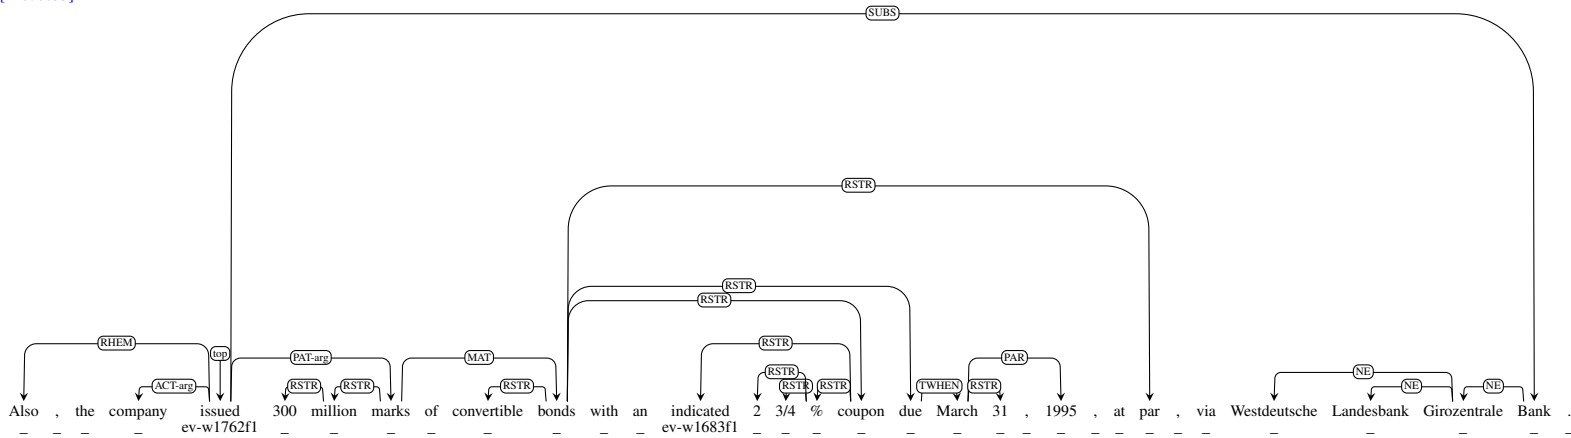 SUBS
RSTR
RSTR
RSTR
RHEM RSTR
top PAT-arg MAT PAR
RSTR NE
ACT-arg RSTR RSTR RSTR RSTR RSTR TWHEN RSTR NE NE
Also , the company issued 300 million marks of convertible bonds with an indicated 2 3/4 % coupon due March 31 , 1995 , at par , via Westdeutsche Landesbank Girozentrale Bank .
_ _ _ _ ev-w1762f1 _ _ _ _ _ _ _ _ ev-w1683f1 _ _ _ _ _ _ _ _ _ _ _ _ _ _ _ _ _ _ _